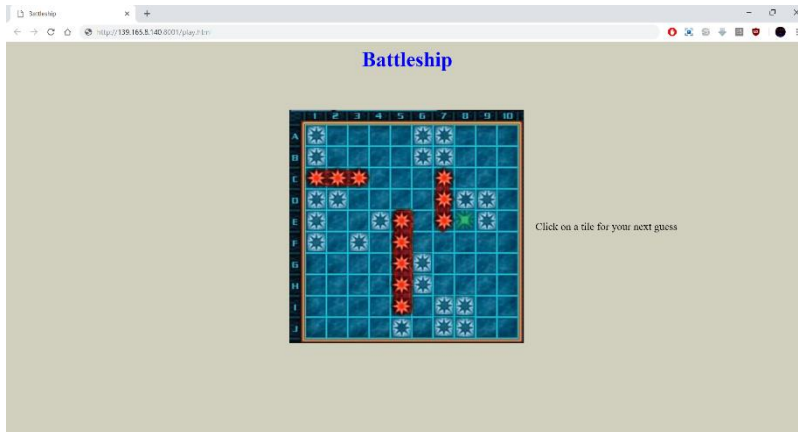 Battleship
http://139.165.8.140:8001/play.html
Battleship
1 2 3 4 5 6 7 8 9 10
A
B
C
D
E
Click on a tile for your next guess
F
G
H
I
J